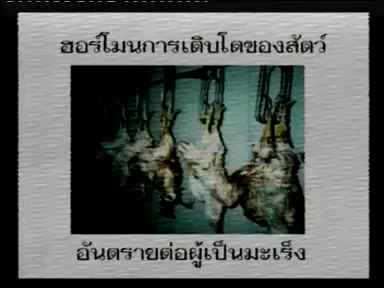 ฮอร์โมนการเติบโตของสัตว์
อันตรายต่อผู้เป็นมะเร็ง